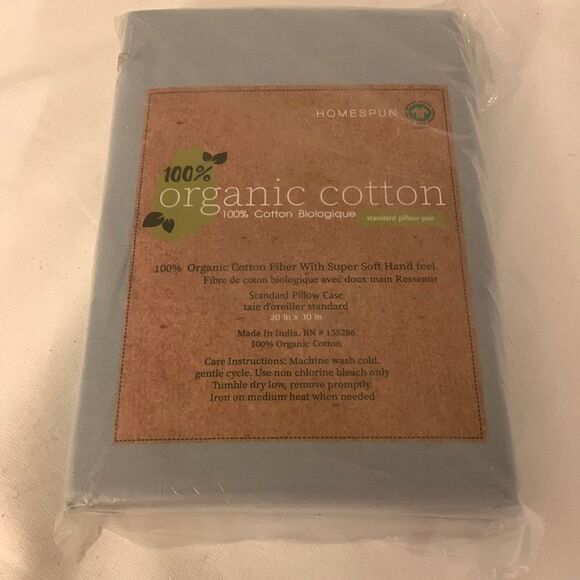 HOMESPUN
100%
organic cotton
100% Cotton Biologique
standard pillow pair
100% Organic Cotton Fiber With Super Soft Hand feel.
Fibre de coton biologique avec doux main Ressentir
Standard Pillow Case
taie d'oreiller standard
20 in x 30 in
Made In India. RN # 155286
100% Organic Cotton
Care Instructions: Machine wash cold,
gentle cycle. Use non chlorine bleach only
Tumble dry low, remove promptly.
Iron on medium heat when needed